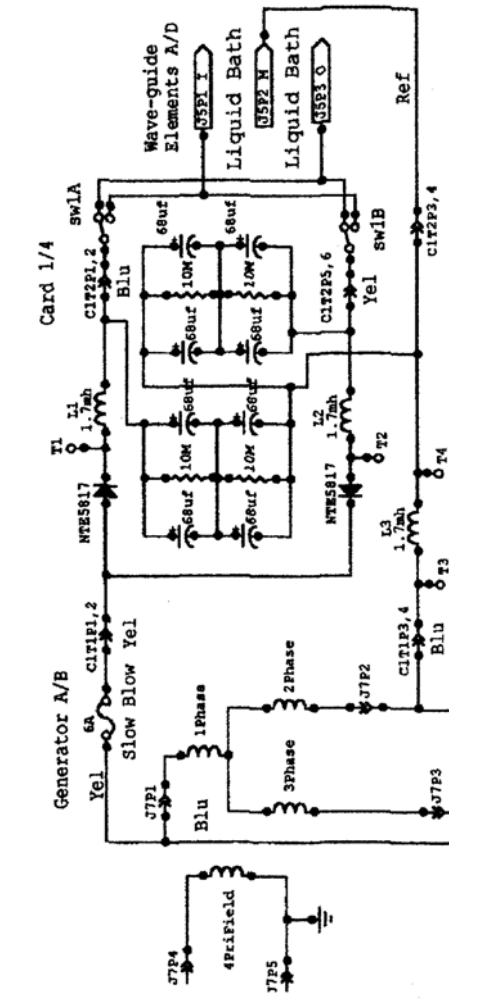 Wave-guide
Elements A/D
J5P1 I
Liquid Bath
J5P2 M
Liquid Bath
J5P3 O
Ref
Card 1/4
sw1A
C1T2P1,2
Blu
68uf
68uf
10M
10M
68uf
68uf
sw1B
C1T2P5,6
Yel
C1T2P3,4
T1
L1
1.7mh
NTE5817
68uf
68uf
10M
10M
68uf
68uf
L2
1.7mh
T2
NTE5817
T4
L3
1.7mh
T3
Generator A/B
6A
C1T1P1,2
Slow Blow Yel
Yel
J7P1
Blu
1Phase
2Phase
3Phase
J7P2
J7P3
C1T1P3,4
Blu
J7P4
4PriField
J7P5